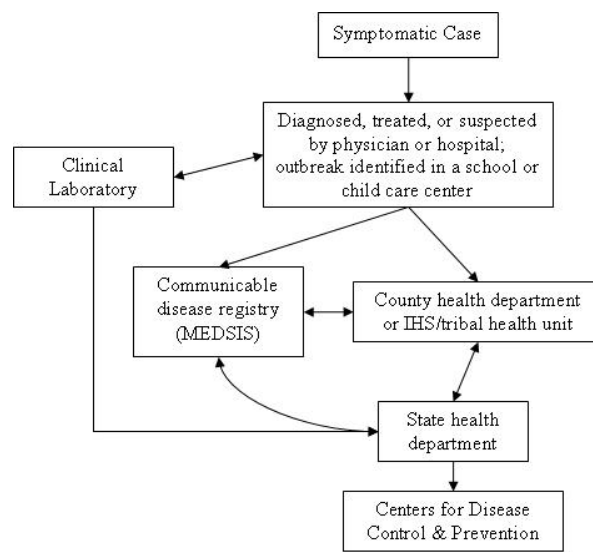 Symptomatic Case
Diagnosed, treated, or suspected
by physician or hospital;
outbreak identified in a school or
child care center
Clinical
Laboratory
Communicable
disease registry
(MEDSIS)
County health department
or IHS/tribal health unit
State health
department
Centers for Disease
Control & Prevention